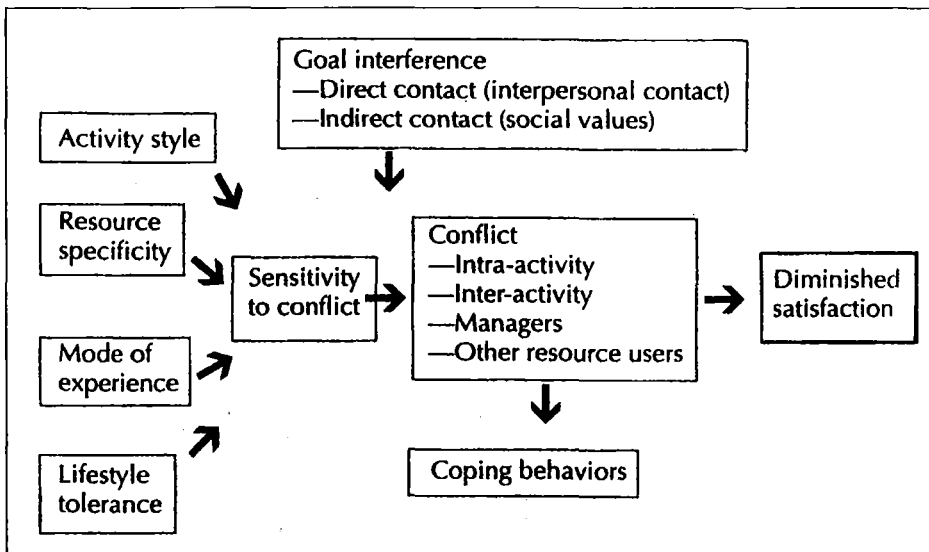 Goal interference
—Direct contact (interpersonal contact)
—Indirect contact (social values)
Activity style
Resource
specificity
Sensitivity
to conflict
Mode of
experience
Lifestyle
tolerance
Conflict
—Intra-activity
—Inter-activity
—Managers
—Other resource users
Diminished
satisfaction
Coping behaviors